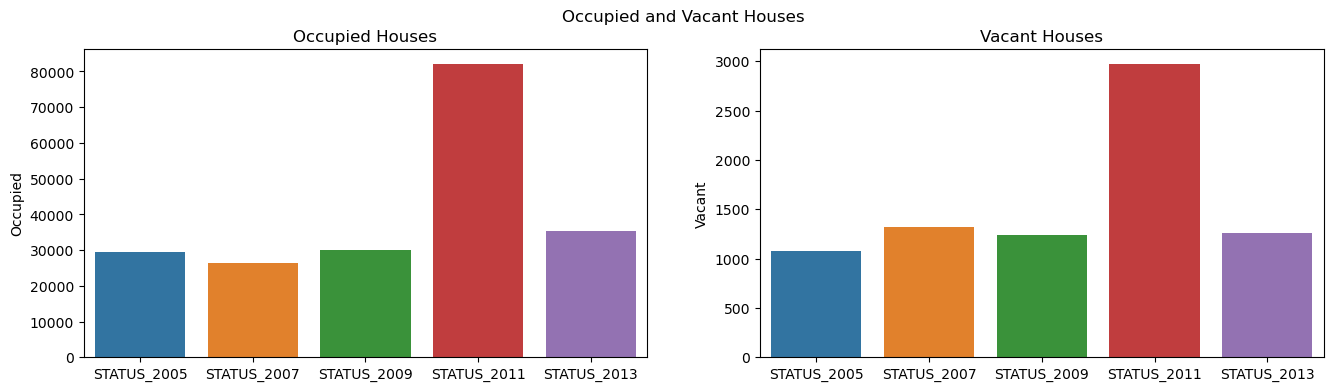 Occupied and Vacant Houses
Occupied Houses
80000
70000
60000
50000
40000
30000
20000
10000
0
Occupied
STATUS_2005 STATUS_2007 STATUS_2009 STATUS_2011 STATUS_2013
Vacant Houses
3000
2500
2000
1500
1000
500
0
Vacant
STATUS_2005 STATUS_2007 STATUS_2009 STATUS_2011 STATUS_2013